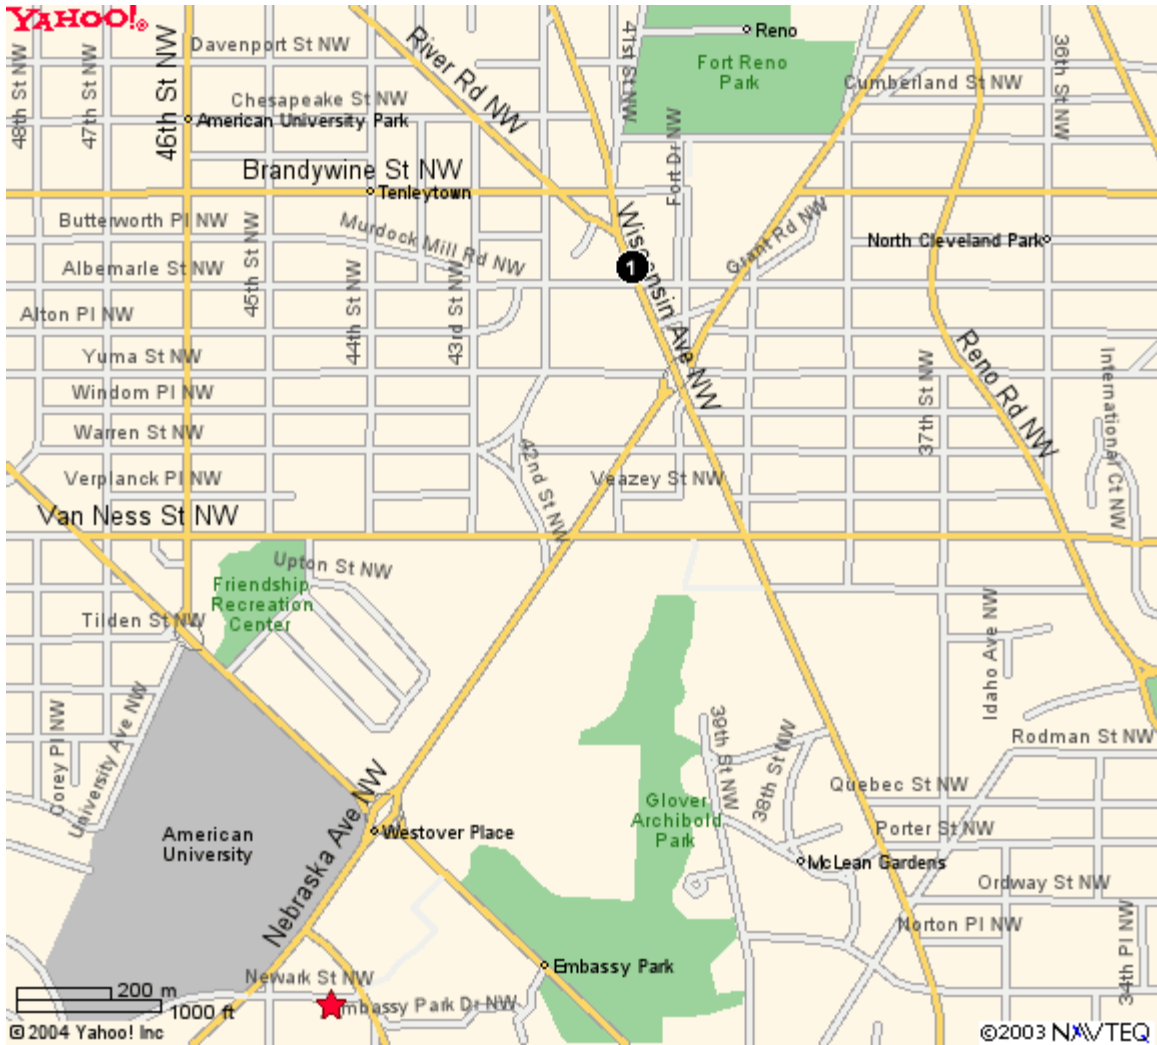 YAHOO!®
Reno
Davenport St NW
River Rd NW
41st St NW
Fort Reno
Park
Cumberland St NW
36th St NW
48th St NW
47th St NW
46th St NW
Chesapeake St NW
American University Park
Fort Dr NW
Brandywine St NW
Tenleytown
Butterworth Pl NW
Murdock Mill Rd NW
Wisconsin Ave NW
Grant Rd NW
North Cleveland Park
Albemarle St NW
45th St NW
44th St NW
43rd St NW
1
Alton Pl NW
Yuma St NW
Windom Pl NW
Warren St NW
37th St NW
Reno Rd NW
International Ct NW
Verplanck Pl NW
42nd St NW
Veazey St NW
Van Ness St NW
Upton St NW
Friendship
Recreation
Center
Tilden St NW
Idaho Ave NW
Corey Pl NW
University Ave NW
39th St NW
38th St NW
Rodman St NW
Quebec St NW
Glover
Archibold
Park
Porter St NW
American
University
Nebraska Ave NW
Westover Place
McLean Gardens
Ordway St NW
Norton Pl NW
34th Pl NW
Newark St NW
Embassy Park
mbassy Park Dr NW
200 m
1000 ft
©2004 Yahoo! Inc
©2003 NAVTEQ